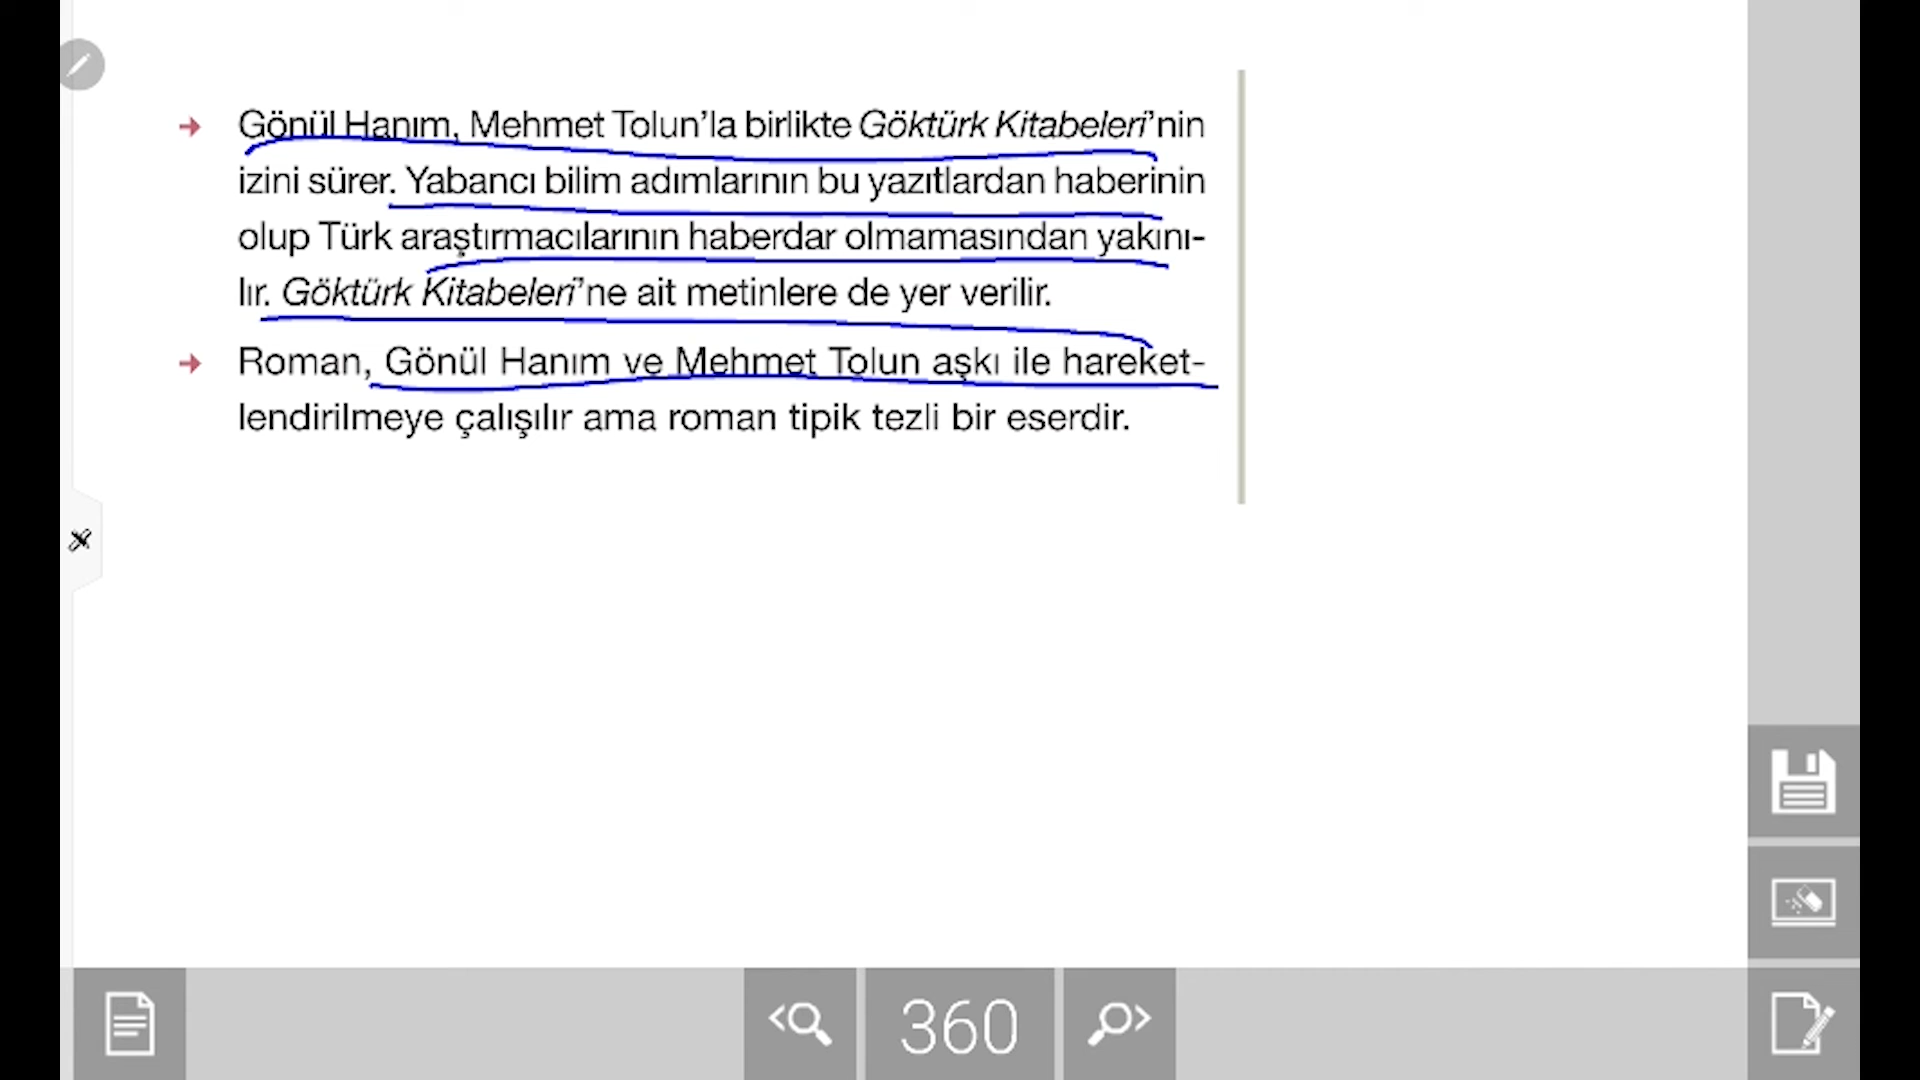 → Gönül Hanım, Mehmet Tolun’la birlikte Göktürk Kitabeleri’nin
izini sürer. Yabancı bilim adımlarının bu yazıtlardan haberinin
olup Türk araştırmacılarının haberdar olmamasından yakını-
lır. Göktürk Kitabeleri’ne ait metinlere de yer verilir.
→ Roman, Gönül Hanım ve Mehmet Tolun aşkı ile hareket-
lendirilmeye çalışılır ama roman tipik tezli bir eserdir.
360